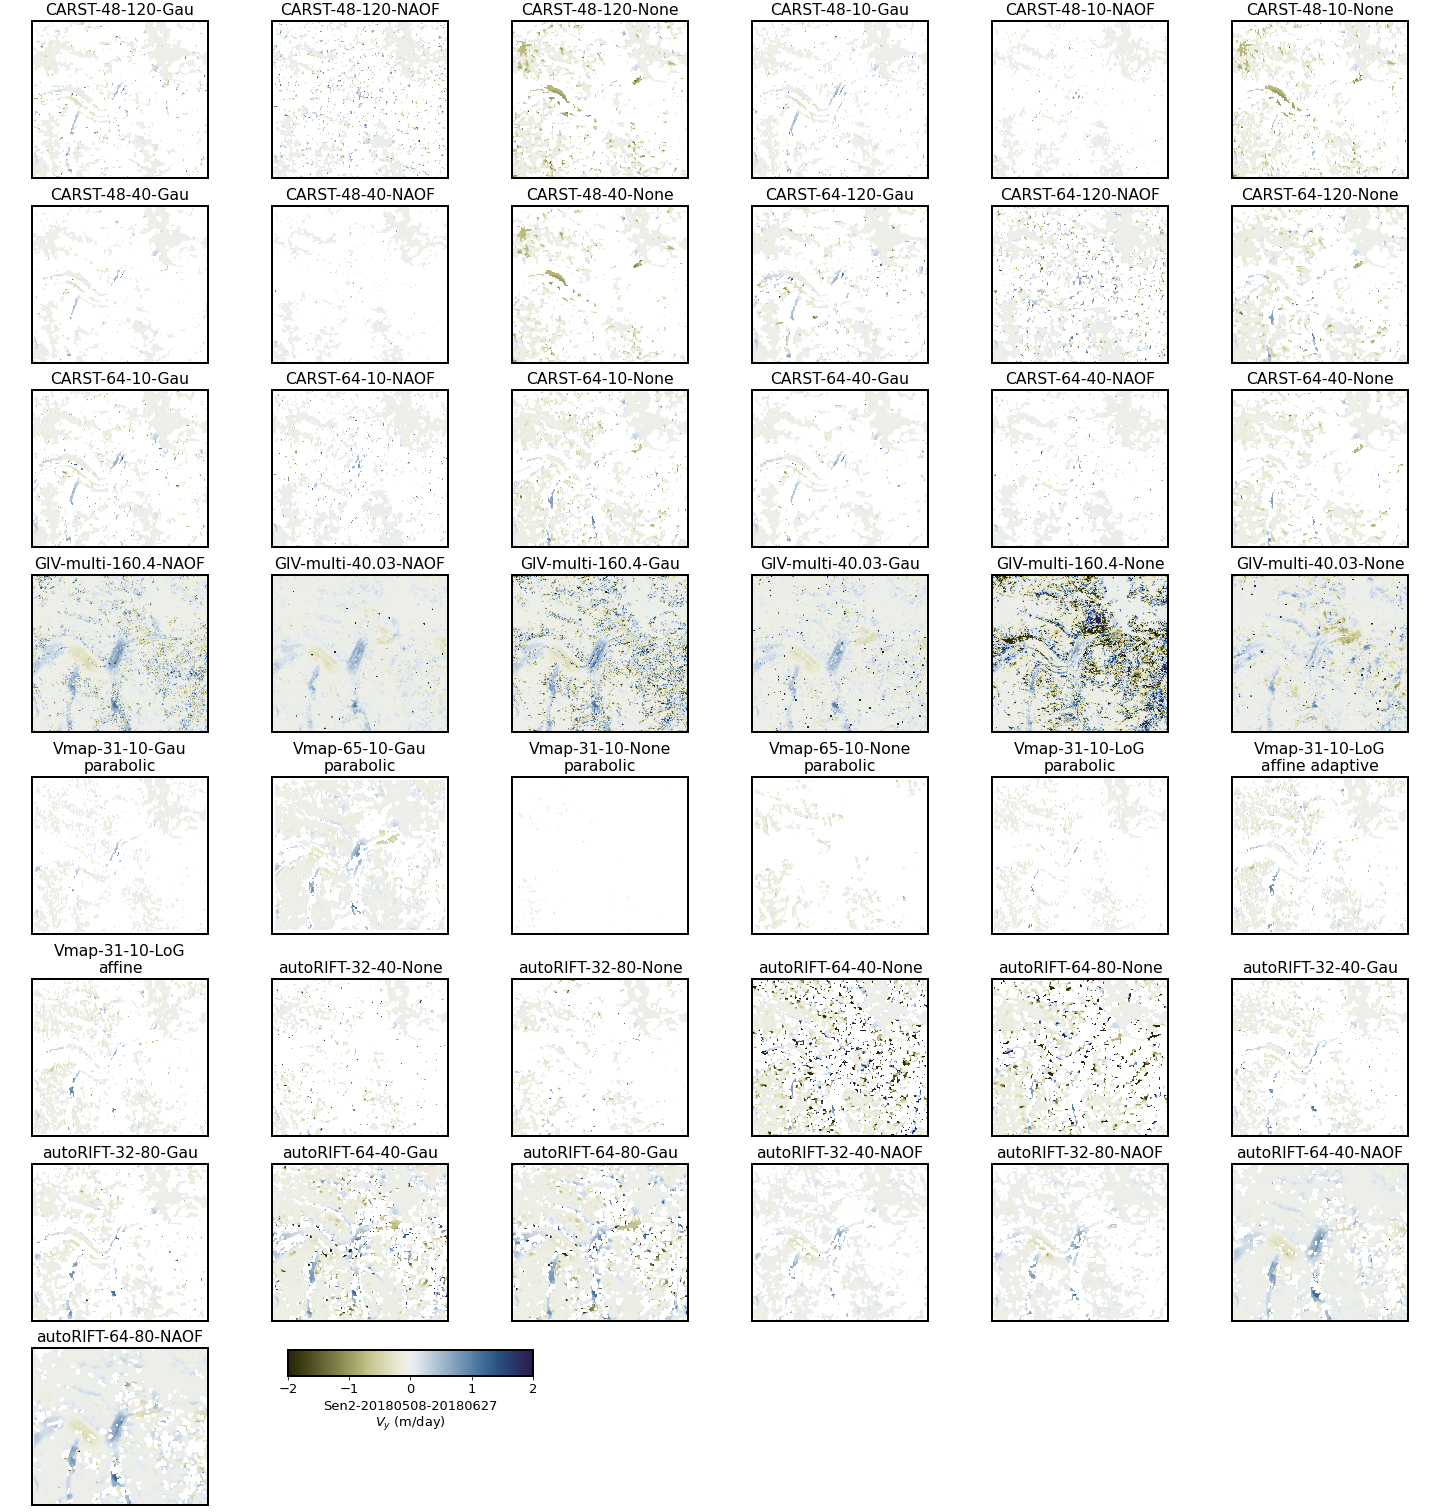 CARST-48-120-Gau
CARST-48-120-NAOF
CARST-48-120-None
CARST-48-10-Gau
CARST-48-10-NAOF
CARST-48-10-None
CARST-48-40-Gau
CARST-48-40-NAOF
CARST-48-40-None
CARST-64-120-Gau
CARST-64-120-NAOF
CARST-64-120-None
CARST-64-10-Gau
CARST-64-10-NAOF
CARST-64-10-None
CARST-64-40-Gau
CARST-64-40-NAOF
CARST-64-40-None
GIV-multi-160.4-NAOF
GIV-multi-40.03-NAOF
GIV-multi-160.4-Gau
GIV-multi-40.03-Gau
GIV-multi-160.4-None
GIV-multi-40.03-None
Vmap-31-10-Gau
parabolic
Vmap-65-10-Gau
parabolic
Vmap-31-10-None
parabolic
Vmap-65-10-None
parabolic
Vmap-31-10-LoG
parabolic
Vmap-31-10-LoG
affine adaptive
Vmap-31-10-LoG
affine
autoRIFT-32-40-None
autoRIFT-32-80-None
autoRIFT-64-40-None
autoRIFT-64-80-None
autoRIFT-32-40-Gau
autoRIFT-32-80-Gau
autoRIFT-64-40-Gau
autoRIFT-64-80-Gau
autoRIFT-32-40-NAOF
autoRIFT-32-80-NAOF
autoRIFT-64-40-NAOF
autoRIFT-64-80-NAOF
−2 −1 0 1 2
Sen2-20180508-20180627
V_y (m/day)